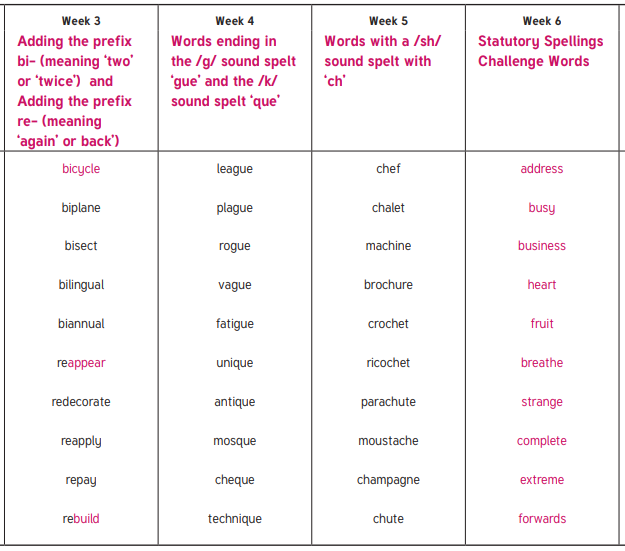 Week 3
Adding the prefix
bi- (meaning ‘two’
or ‘twice’) and
Adding the prefix
re- (meaning
‘again’ or back’)
bicycle
biplane
bisect
bilingual
biannual
reappear
redecorate
reapply
repay
rebuild
Week 4
Words ending in
the /g/ sound spelt
‘gue’ and the /k/
sound spelt ‘que’
league
plague
rogue
vague
fatigue
unique
antique
mosque
cheque
technique
Week 5
Words with a /sh/
sound spelt with
‘ch’
chef
chalet
machine
brochure
crochet
ricochet
parachute
moustache
champagne
chute
Week 6
Statutory Spellings
Challenge Words
address
busy
business
heart
fruit
breathe
strange
complete
extreme
forwards